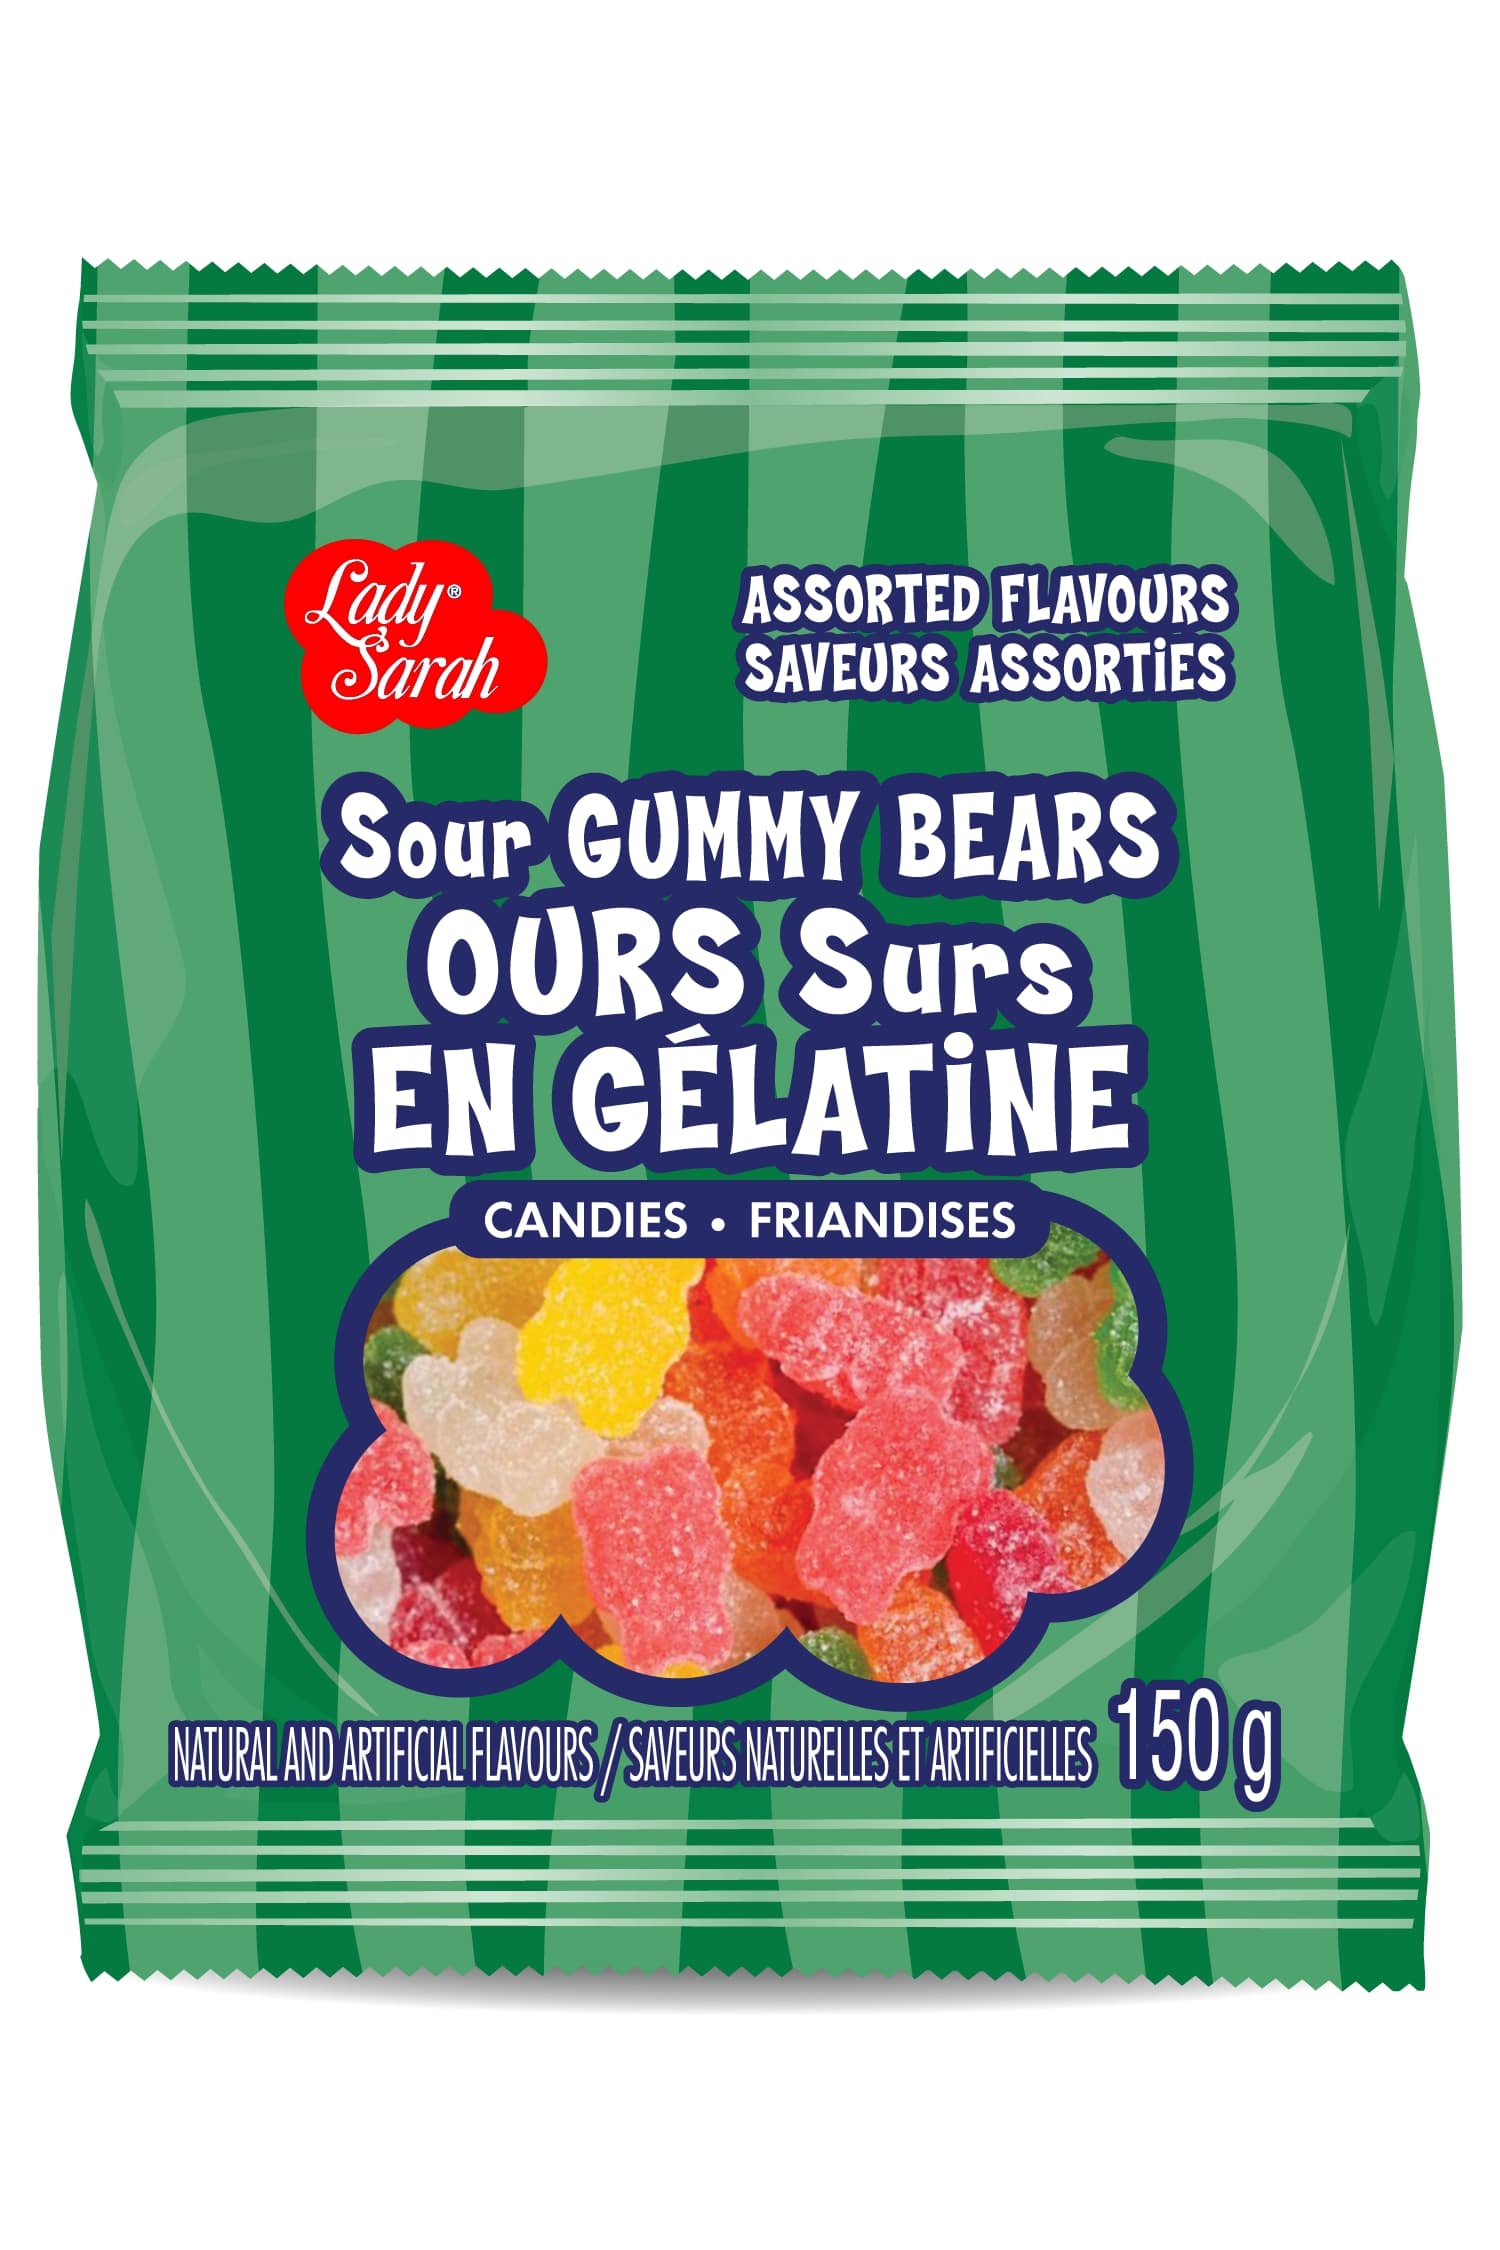 Lady®
Sarah
ASSORTED FLAVOURS
SAVEURS ASSORTiES
Sour GUMMY BEARS
OURS Surs
EN GÉLATiNE
CANDIES • FRIANDISES
NATURAL AND ARTIFICIAL FLAVOURS / SAVEURS NATURELLES ET ARTIFICIELLES 150 g